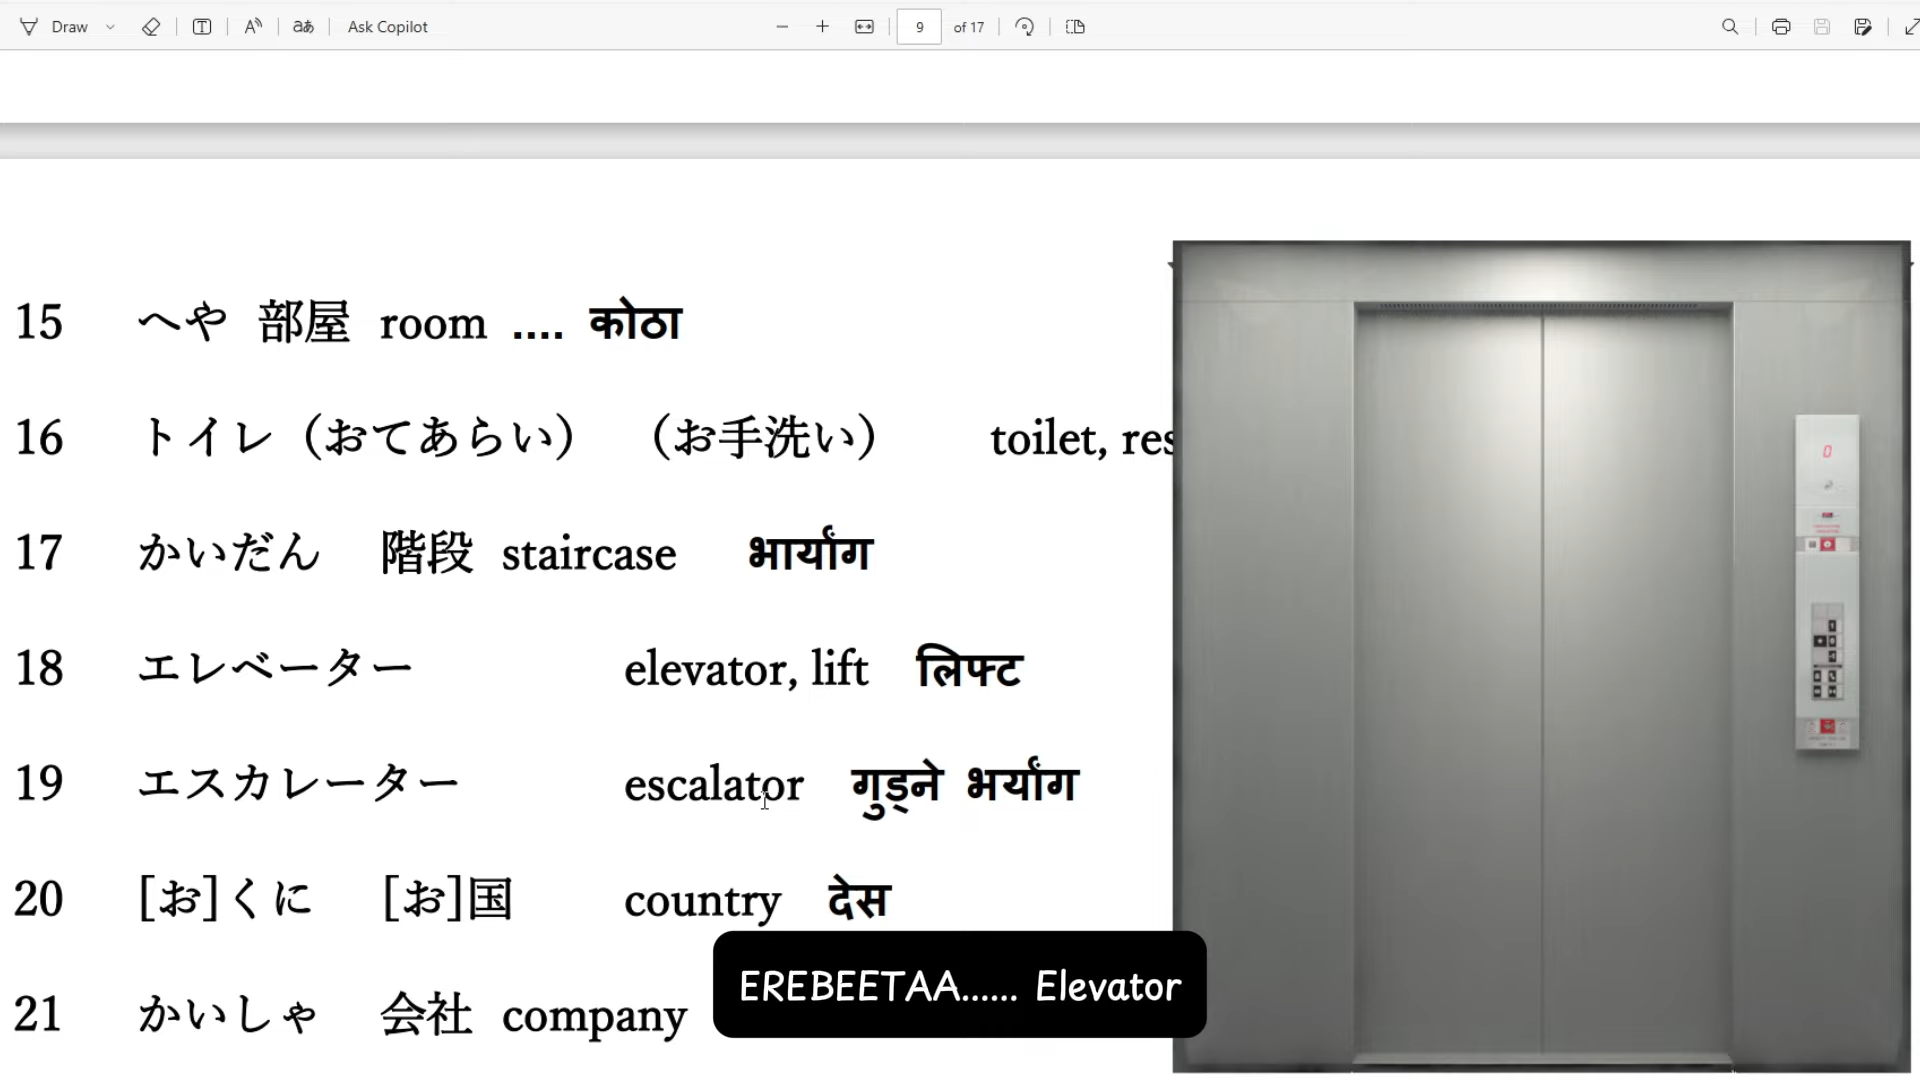 Draw Ask Copilot 9 of 17
15 へや 部屋 room .... कोठा
16 トイレ（おてあらい） （お手洗い） toilet, res
17 かいだん 階段 staircase भार्यांग
18 エレベーター elevator, lift लिफ्ट
19 エスカレーター escalator गुड्ने भर्यांग
20 [お]くに [お]国 country देस
21 かいしゃ 会社 company
EREBEETAA...... Elevator